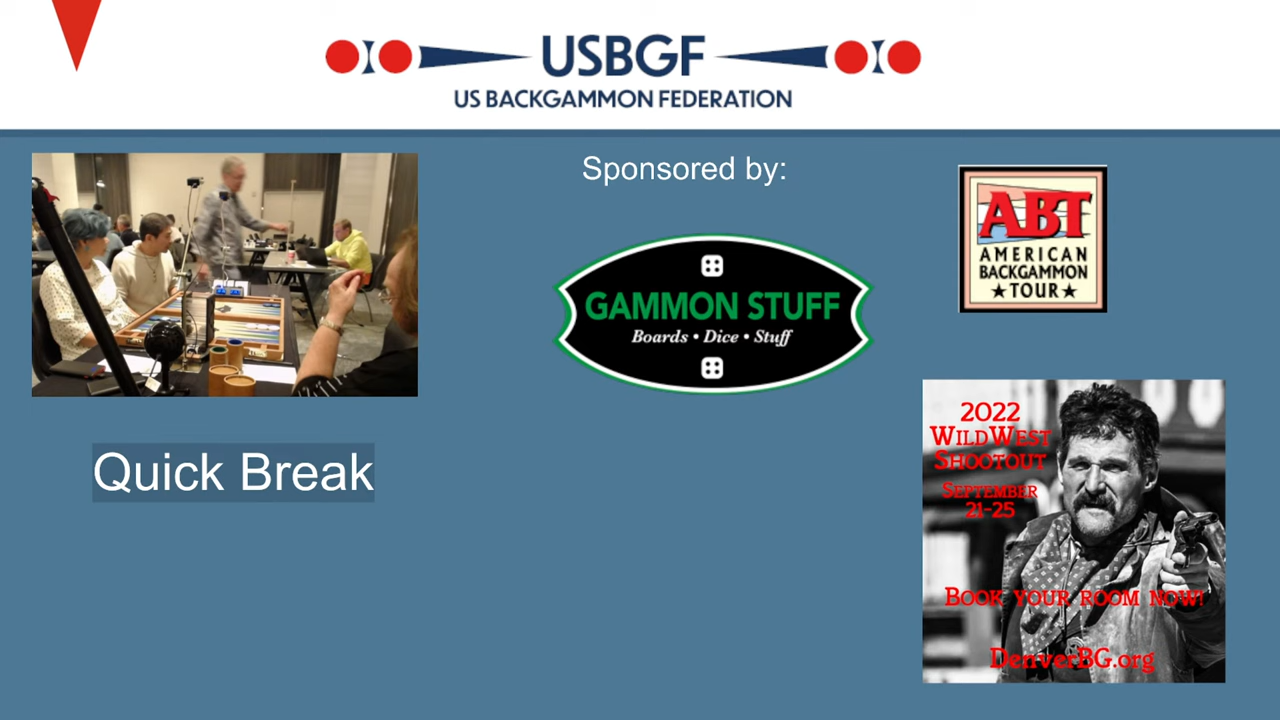 USBGF
US BACKGAMMON FEDERATION
Sponsored by:
GAMMON STUFF
Boards • Dice • Stuff
ABT
AMERICAN
BACKGAMMON
★TOUR★
Quick Break
2022
WILDWEST
SHOOTOUT
SEPTEMBER
21-25
BOOK YOUR ROOM NOW!
DenverBG.org